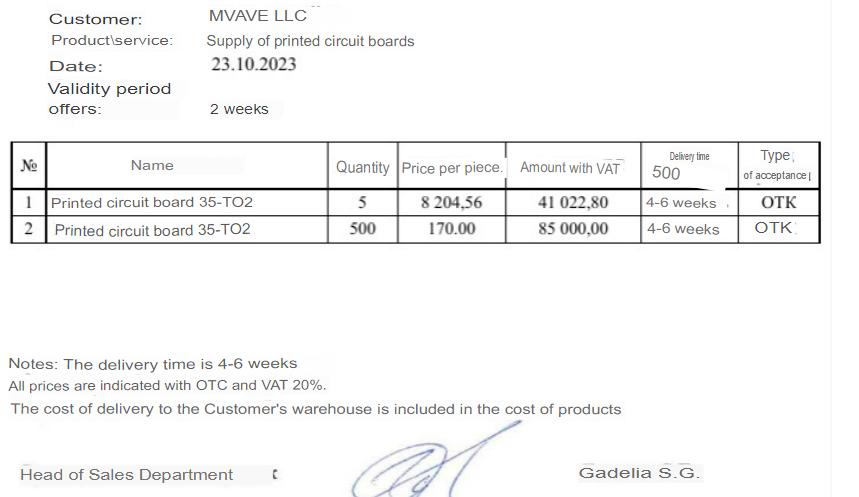 Customer: MVAVE LLC
Product\service: Supply of printed circuit boards
Date: 23.10.2023
Validity period
offers: 2 weeks
№ Name Quantity Price per piece. Amount with VAT Delivery time 500 Type of acceptance
1 Printed circuit board 35-TO2 5 8 204,56 41 022,80 4-6 weeks OTK
2 Printed circuit board 35-TO2 500 170.00 85 000,00 4-6 weeks OTK
Notes: The delivery time is 4-6 weeks
All prices are indicated with OTC and VAT 20%.
The cost of delivery to the Customer's warehouse is included in the cost of products
Head of Sales Department Gadelia S.G.